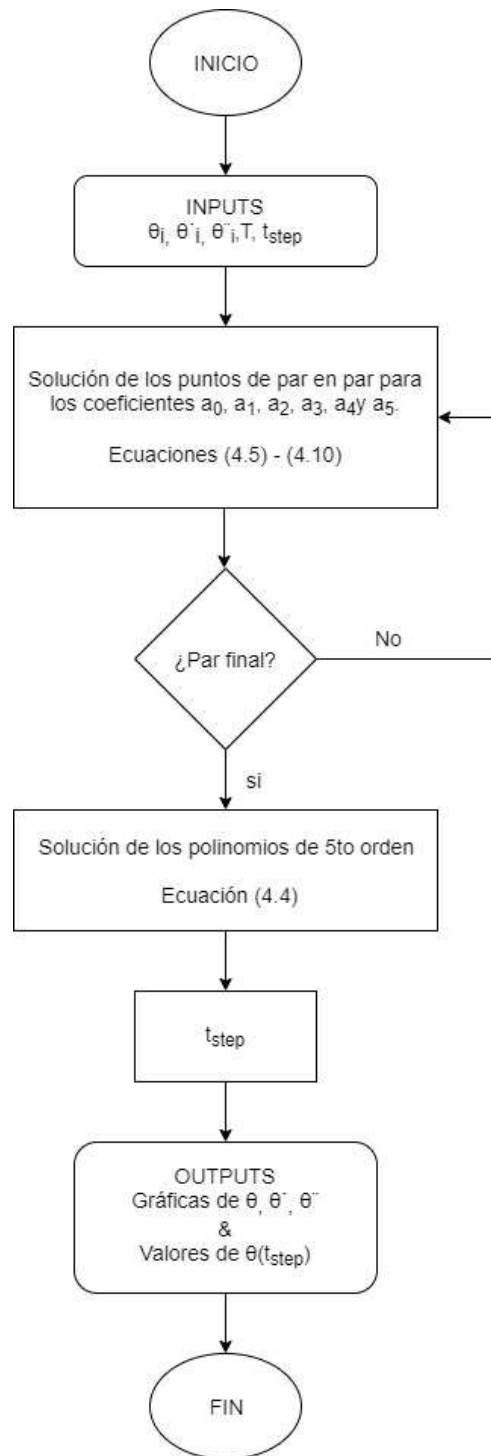 INICIO
INPUTS
θi, θ˙i, θ¨i,T, tstep
Solución de los puntos de par en par para
los coeficientes a0, a1, a2, a3, a4y a5.
Ecuaciones (4.5) - (4.10)
¿Par final?
No
si
Solución de los polinomios de 5to orden
Ecuación (4.4)
tstep
OUTPUTS
Gráficas de θ, θ˙, θ¨
&
Valores de θ(tstep)
FIN